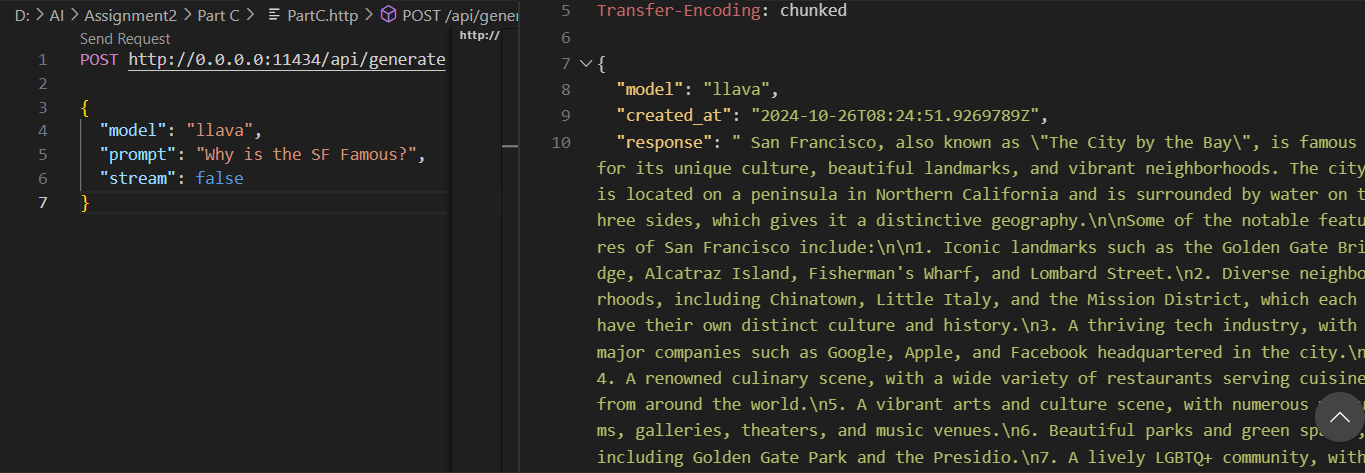 D: > AI > Assignment2 > Part C > PartC.http > POST /api/gener
Send Request
1 POST http://0.0.0.0:11434/api/generate
2
3 {
4 "model": "llava",
5 "prompt": "Why is the SF Famous?",
6 "stream": false
7 }
http://
5 Transfer-Encoding: chunked
6
7 {
8 "model": "llava",
9 "created_at": "2024-10-26T08:24:51.9269789Z",
10 "response": " San Francisco, also known as \"The City by the Bay\", is famous
for its unique culture, beautiful landmarks, and vibrant neighborhoods. The city
is located on a peninsula in Northern California and is surrounded by water on t
hree sides, which gives it a distinctive geography.\n\nSome of the notable featu
res of San Francisco include:\n\n1. Iconic landmarks such as the Golden Gate Bri
dge, Alcatraz Island, Fisherman's Wharf, and Lombard Street.\n2. Diverse neighbo
rhoods, including Chinatown, Little Italy, and the Mission District, which each
have their own distinct culture and history.\n3. A thriving tech industry, with
major companies such as Google, Apple, and Facebook headquartered in the city.\n
4. A renowned culinary scene, with a wide variety of restaurants serving cuisine
from around the world.\n5. A vibrant arts and culture scene, with numerous
ms, galleries, theaters, and music venues.\n6. Beautiful parks and green
including Golden Gate Park and the Presidio.\n7. A lively LGBTQ+ community, with